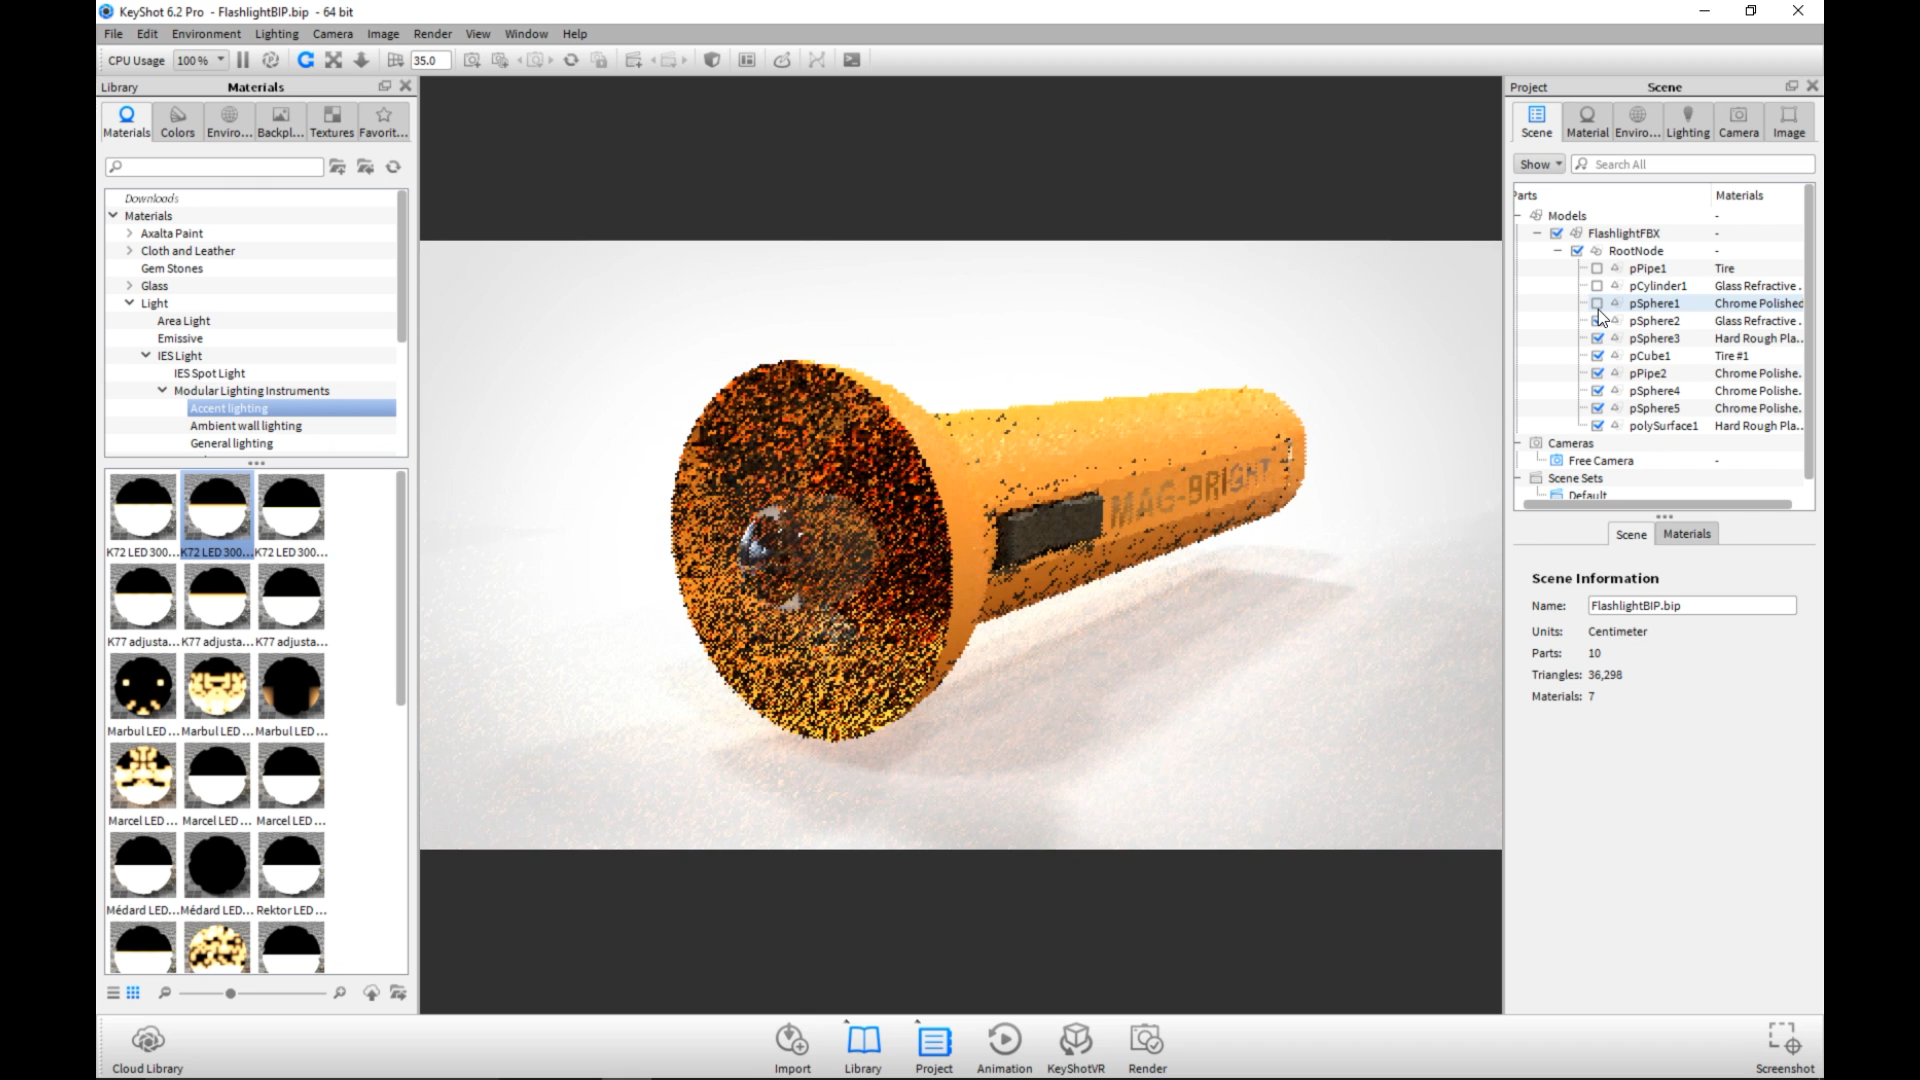 KeyShot 6.2 Pro - FlashlightBIP.bip - 64 bit
File Edit Environment Lighting Camera Image Render View Window Help
CPU Usage 100 % 35.0
Library Materials
Materials Colors Enviro... Backpl... Textures Favorit...
Downloads
Materials
Axalta Paint
Cloth and Leather
Gem Stones
Glass
Light
Area Light
Emissive
IES Light
IES Spot Light
Modular Lighting Instruments
Accent lighting
Ambient wall lighting
General lighting
K72 LED 300... K72 LED 300... K72 LED 300...
K77 adjusta... K77 adjusta... K77 adjusta...
Marbul LED ... Marbul LED ... Marbul LED ...
Marcel LED ... Marcel LED ... Marcel LED ...
Médard LED... Médard LED... Rektor LED ...
Cloud Library
MAG-BRIGHT
Import Library Project Animation KeyShotVR Render
Project Scene
Scene Material Enviro... Lighting Camera Image
Show Search All
Parts Materials
Models -
FlashlightFBX -
RootNode -
pPipe1 Tire
pCylinder1 Glass Refractive .
pSphere1 Chrome Polished
pSphere2 Glass Refractive .
pSphere3 Hard Rough Pla..
pCube1 Tire #1
pPipe2 Chrome Polishe.
pSphere4 Chrome Polishe.
pSphere5 Chrome Polishe.
polySurface1 Hard Rough Pla..
Cameras
Free Camera -
Scene Sets
Default
Scene Materials
Scene Information
Name: FlashlightBIP.bip
Units: Centimeter
Parts: 10
Triangles: 36,298
Materials: 7
Screenshot